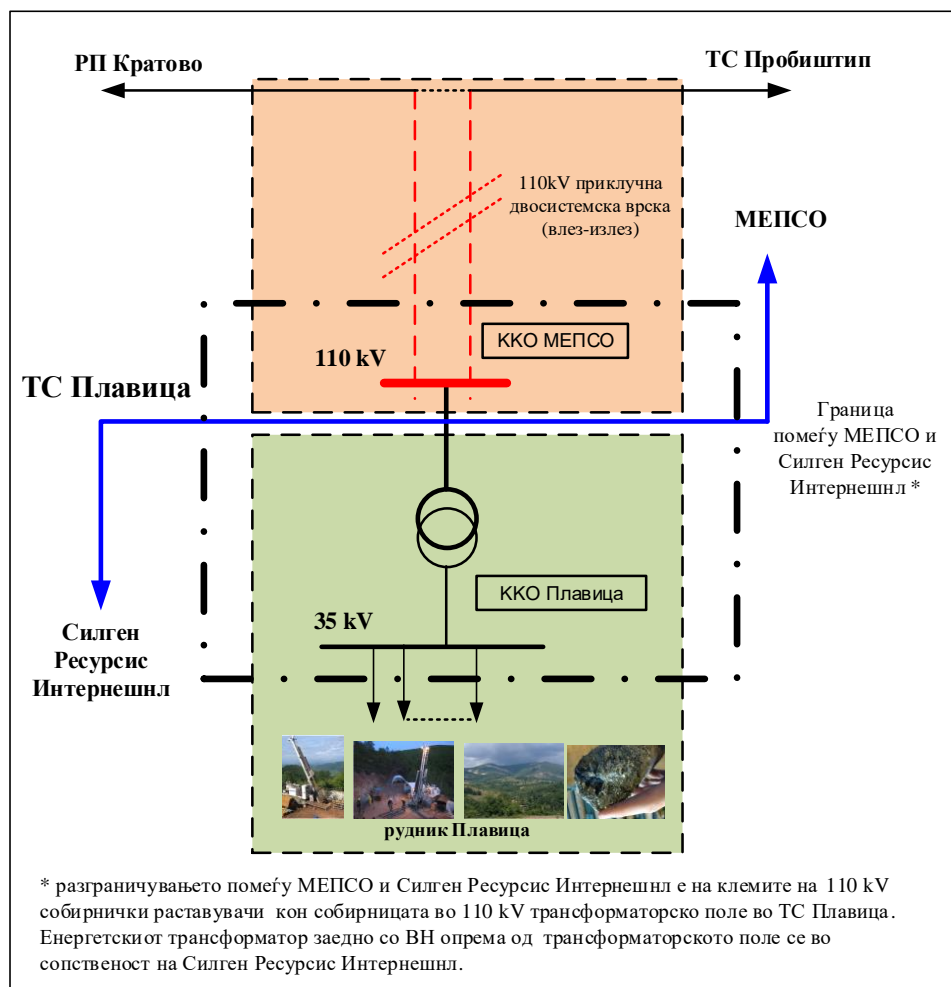 РП Кратово
ТС Пробиштип
110kV приклучна
двосистемска врска
(влез-излез)
МЕПСО
ККО МЕПСО
110 kV
ТС Плавица
Граница
помеѓу МЕПСО и
Силген Ресурсис
Интернешнл *
ККО Плавица
35 kV
Силген
Ресурсис
Интернешнл
рудник Плавица
* разграничувањето помеѓу МЕПСО и Силген Ресурсис Интернешнл е на клемите на 110 kV
собирнички раставувачи кон собирницата во 110 kV трансформаторско поле во ТС Плавица.
Енергетскиот трансформатор заедно со ВН опрема од трансформаторското поле се во
сопственост на Силген Ресурсис Интернешнл.